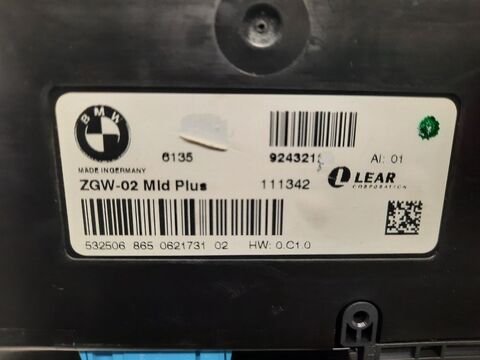 BMW
6135
MADE IN GERMANY
AI: 01
ZGW-02 Mid Plus
111342
LEAR
CORPORATION
532506 865 0621731 02
HW: 0.C1.0